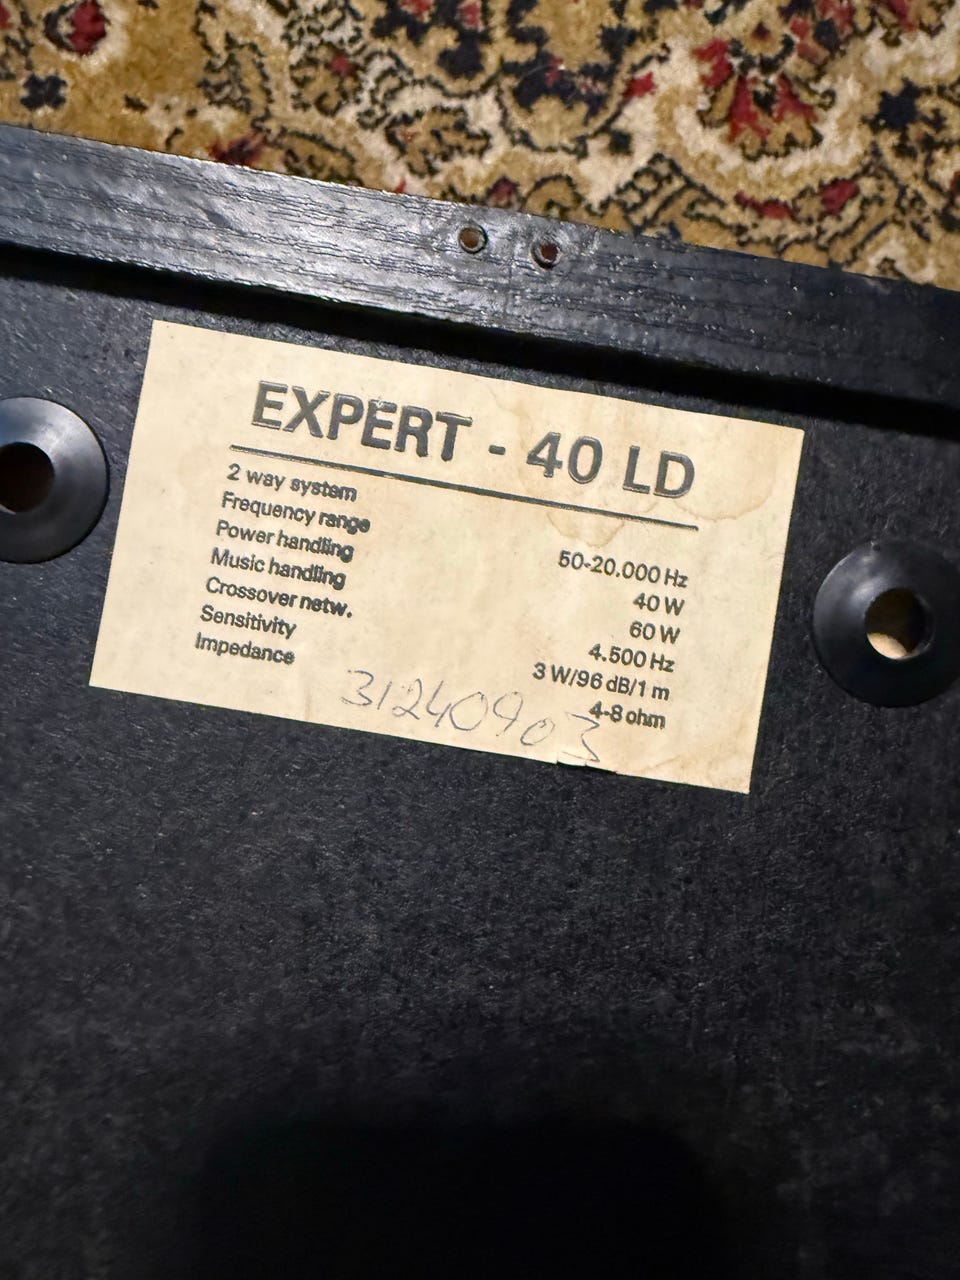 EXPERT - 40 LD
2 way system
Frequency range 50-20.000 Hz
Power handling 40 W
Music handling 60 W
Crossover netw. 4.500 Hz
Sensitivity 3 W/96 dB/1 m
Impedance 4-8 ohm
31240903